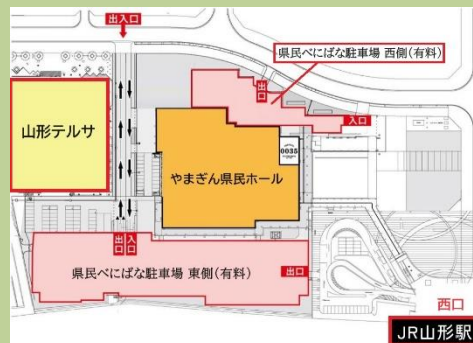 出入口
県民べにばな駐車場 西側(有料)
出口
入口
山形テルサ
0035
やまぎん県民ホール
出口
入口
県民べにばな駐車場 東側(有料)
出口
西口
JR山形駅